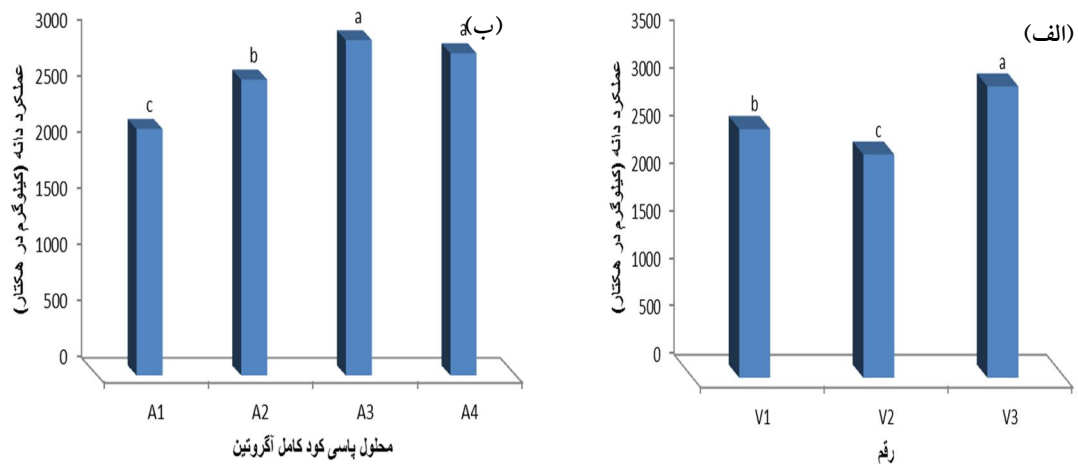 (الف)
عملکرد دانه (کیلوگرم در هکتار)
3500
3000
2500
2000
1500
1000
500
0
b
c
a
V1 V2 V3
رقم
(ب)
عملکرد دانه (کیلوگرم در هکتار)
3000
2500
2000
1500
1000
500
0
c
b
a
a
A1 A2 A3 A4
محلول پاسی کود کامل آگروتین